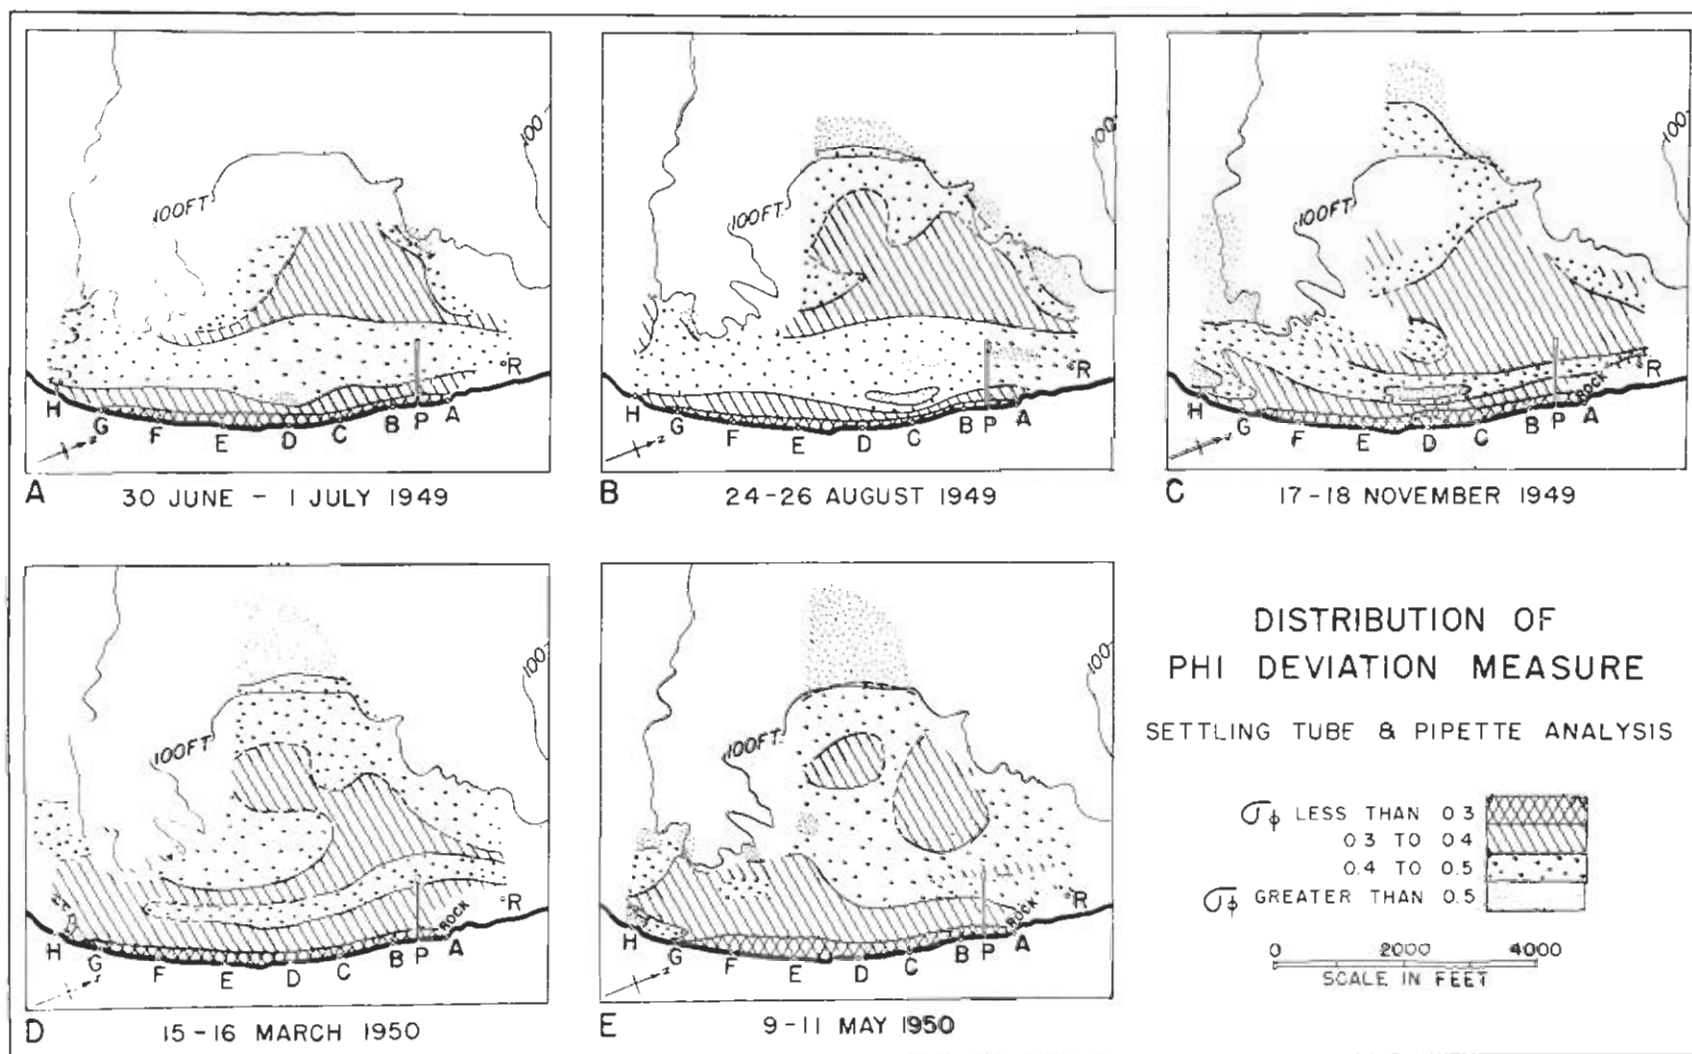 100
100FT
R
H G F E D C B P A
z
A 30 JUNE - 1 JULY 1949
100
100FT.
R
H G F E D C B P A
z
B 24-26 AUGUST 1949
100
100FT.
R
ROCK
H G F E D C B P A
z
C 17-18 NOVEMBER 1949
100
100FT
R
ROCK
H G F E D C B P A
z
D 15-16 MARCH 1950
100
100FT.
R
ROCK
H G F E D C B P A
z
E 9-11 MAY 1950
DISTRIBUTION OF
PHI DEVIATION MEASURE
SETTLING TUBE & PIPETTE ANALYSIS
σϕ LESS THAN 0.3
0.3 TO 0.4
0.4 TO 0.5
σϕ GREATER THAN 0.5
0 2000 4000
SCALE IN FEET